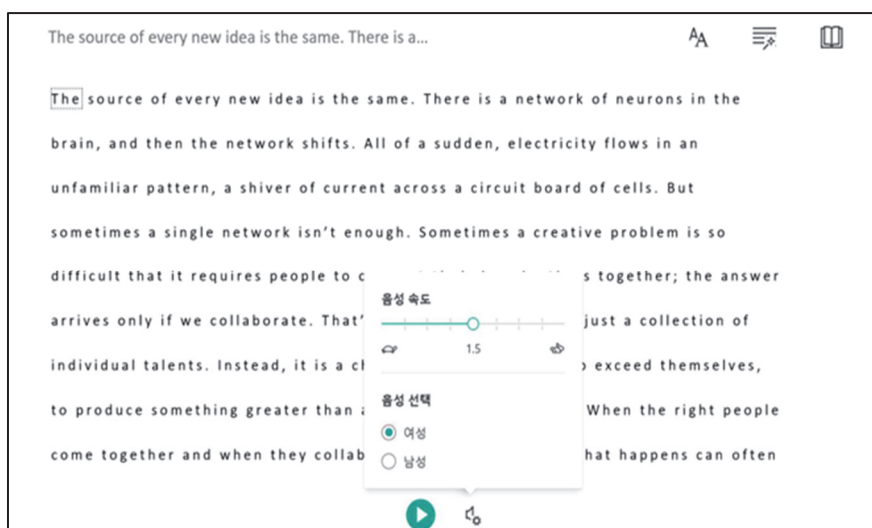 The source of every new idea is the same. There is a...
AA
The source of every new idea is the same. There is a network of neurons in the
brain, and then the network shifts. All of a sudden, electricity flows in an
unfamiliar pattern, a shiver of current across a circuit board of cells. But
sometimes a single network isn't enough. Sometimes a creative problem is so
difficult that it requires people to together; the answer
arrives only if we collaborate. That' just a collection of
individual talents. Instead, it is a exceed themselves,
to produce something greater than When the right people
come together and when they happens can often
음성 속도
1.5
음성 선택
여성
남성